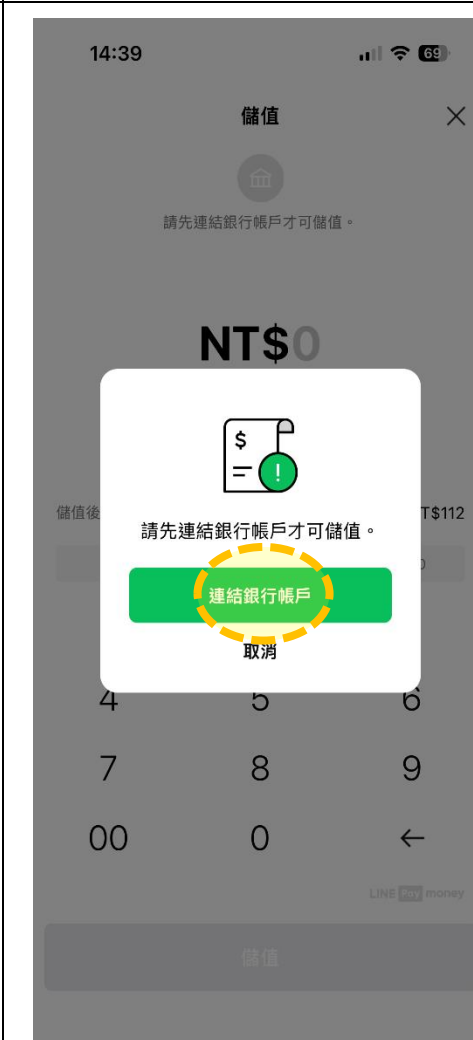 14:39
69
儲值
請先連結銀行帳戶才可儲值。
NT$0
$
!
儲值後
T$112
請先連結銀行帳戶才可儲值。
連結銀行帳戶
取消
4 5 6
7 8 9
00 0 ←
LINE Pay money
儲值